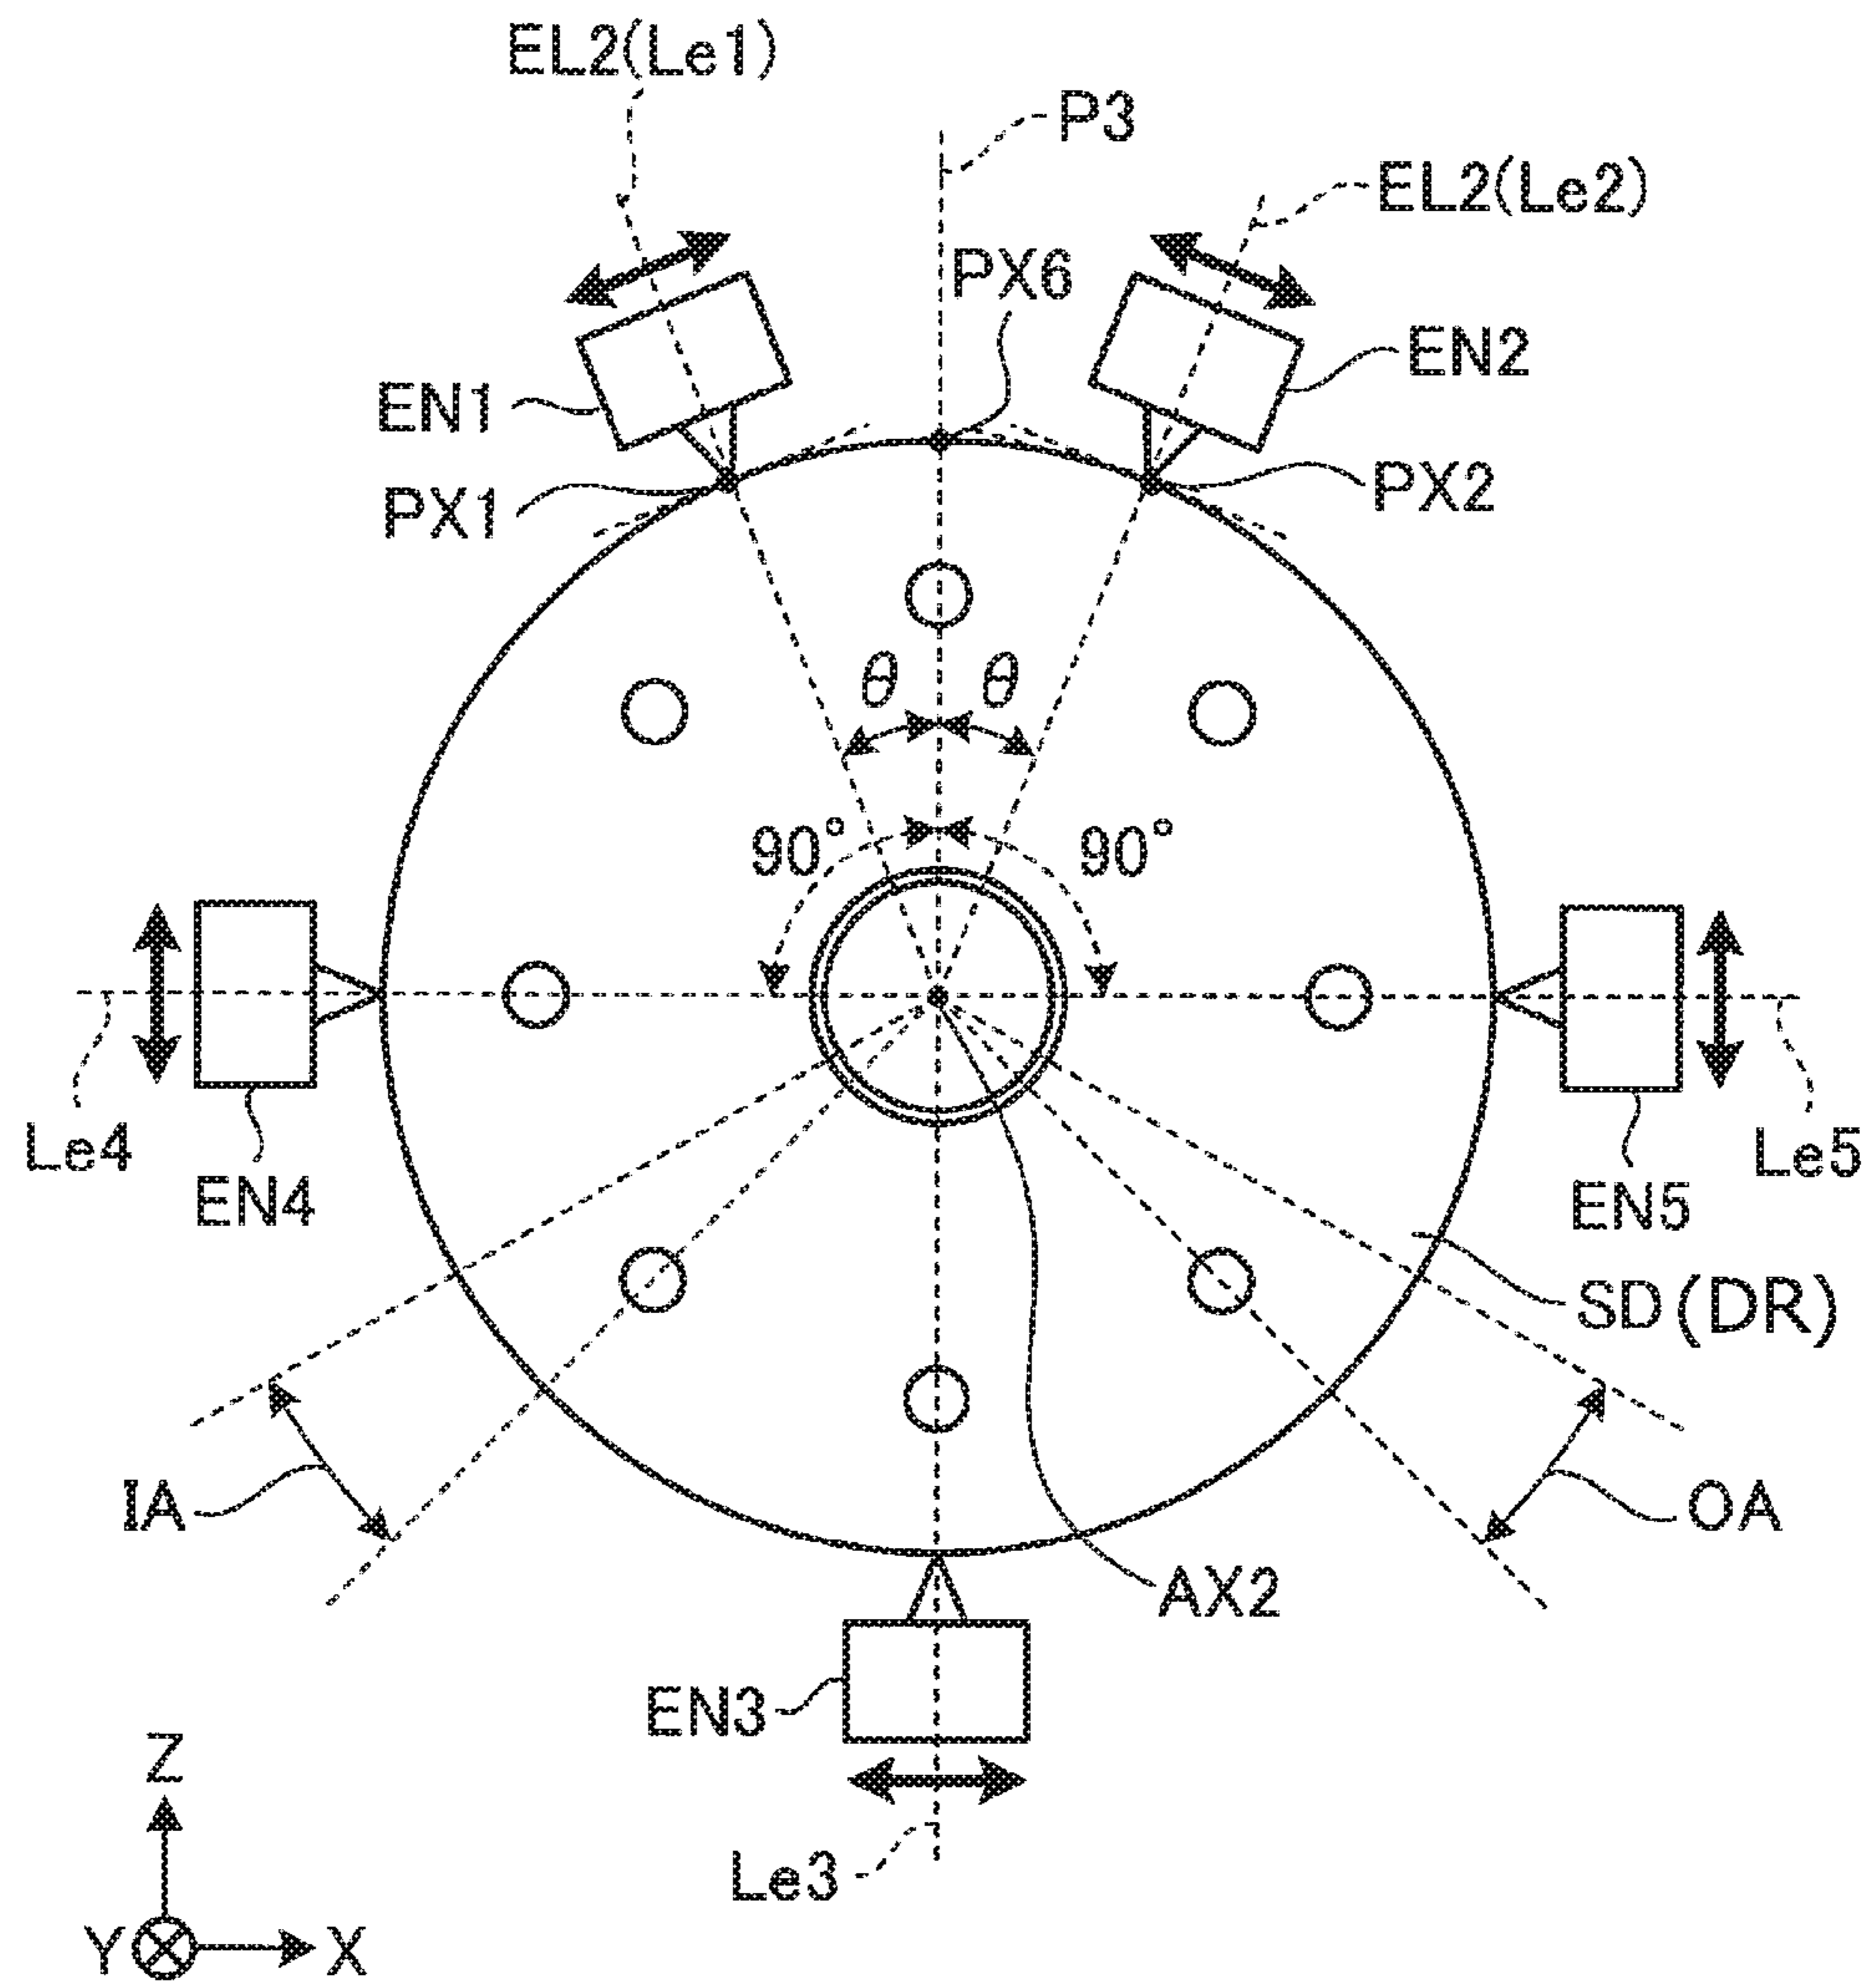 EL2(Le1)
P3
EL2(Le2)
PX6
EN1
EN2
PX1
PX2
θ θ
90° 90°
Le4
EN4
Le5
EN5
SD(DR)
IA
OA
AX2
EN3
Le3
Z
Y
X